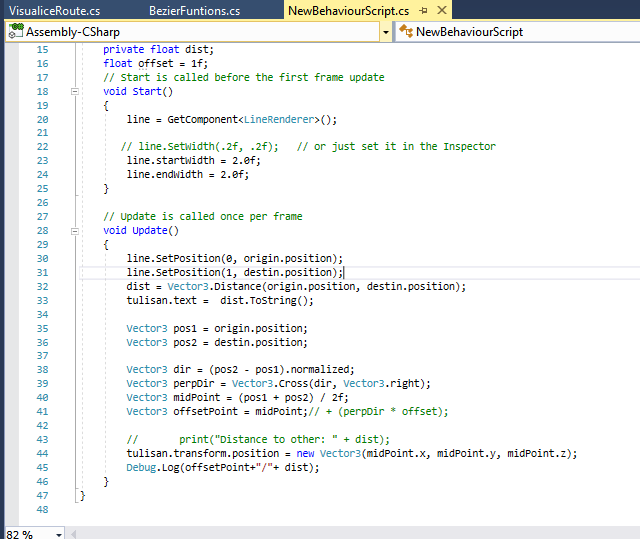 VisualiceRoute.cs BezierFuntions.cs NewBehaviourScript.cs
Assembly-CSharp NewBehaviourScript
15 private float dist;
16 float offset = 1f;
17 // Start is called before the first frame update
18 void Start()
19 {
20 line = GetComponent<LineRenderer>();
21
22 // line.SetWidth(.2f, .2f);   // or just set it in the Inspector
23 line.startWidth = 2.0f;
24 line.endWidth = 2.0f;
25 }
26
27 // Update is called once per frame
28 void Update()
29 {
30 line.SetPosition(0, origin.position);
31 line.SetPosition(1, destin.position);
32 dist = Vector3.Distance(origin.position, destin.position);
33 tulisan.text =  dist.ToString();
34
35 Vector3 pos1 = origin.position;
36 Vector3 pos2 = destin.position;
37
38 Vector3 dir = (pos2 - pos1).normalized;
39 Vector3 perpDir = Vector3.Cross(dir, Vector3.right);
40 Vector3 midPoint = (pos1 + pos2) / 2f;
41 Vector3 offsetPoint = midPoint;// + (perpDir * offset);
42
43 //      print("Distance to other: " + dist);
44 tulisan.transform.position = new Vector3(midPoint.x, midPoint.y, midPoint.z);
45 Debug.Log(offsetPoint+"/"+ dist);
46 }
47 }
48
82 %